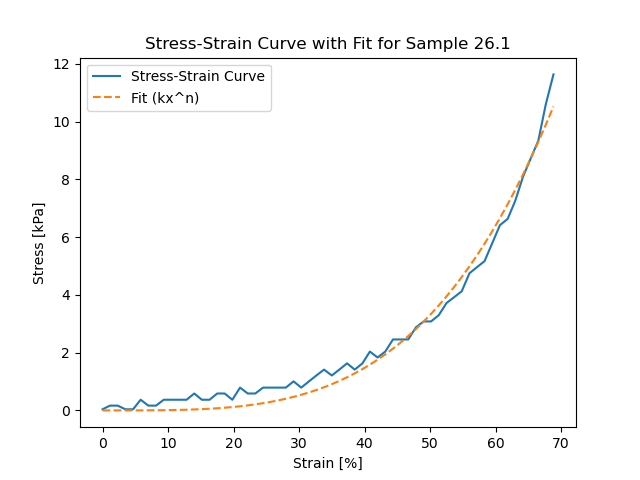 Stress-Strain Curve with Fit for Sample 26.1
Stress-Strain Curve
Fit (kx^n)
12
10
8
6
4
2
0
Stress [kPa]
0 10 20 30 40 50 60 70
Strain [%]